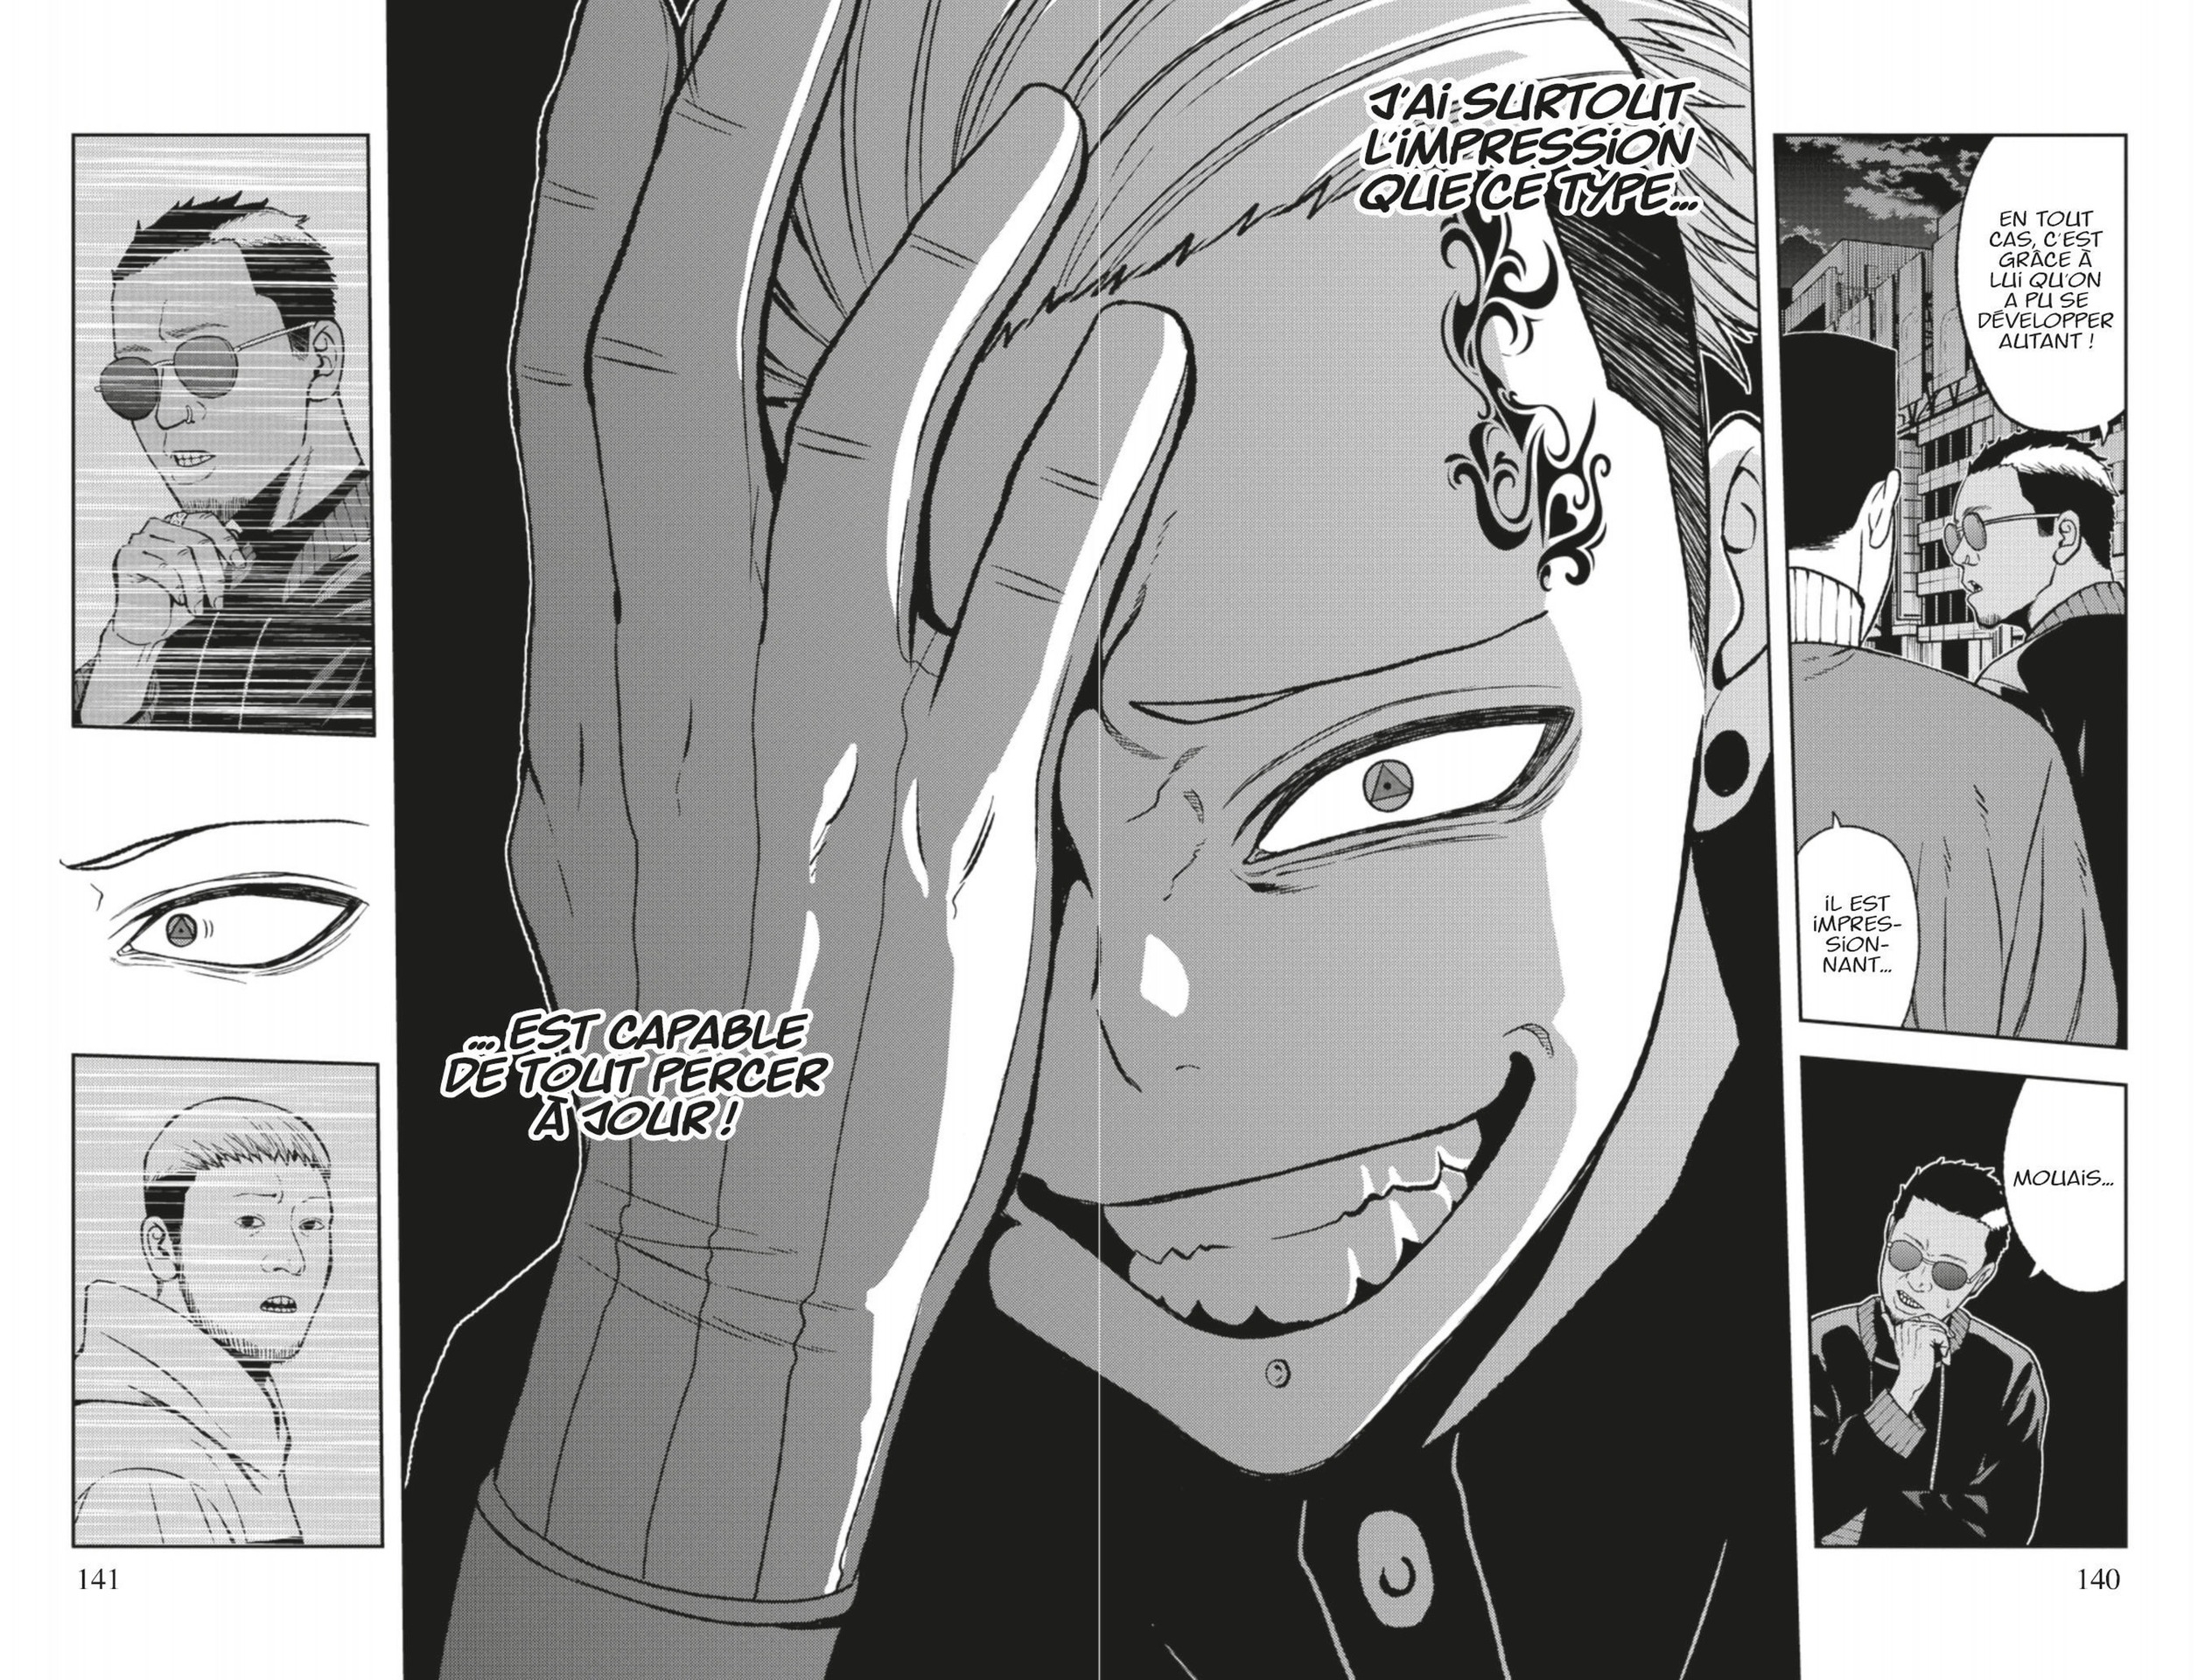 EN TOUT
CAS, C'EST
GRÂCE À
LUI QU'ON
A PU SE
DÉVELOPPER
AUTANT !
IL EST
IMPRES-
SION-
NANT...
MOUAIS...
J'AI SURTOUT
L'IMPRESSION
QUE CE TYPE...
... EST CAPABLE
DE TOUT PERCER
À JOUR !
140
141